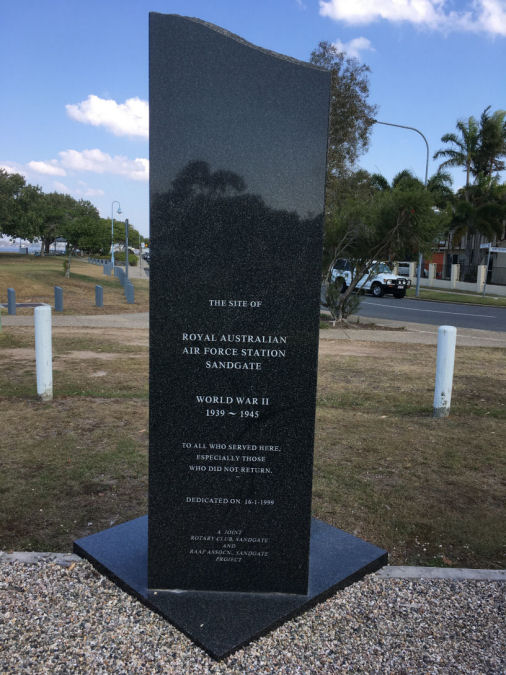 THE SITE OF
ROYAL AUSTRALIAN
AIR FORCE STATION
SANDGATE
WORLD WAR II
1939 ~ 1945
TO ALL WHO SERVED HERE,
ESPECIALLY THOSE
WHO DID NOT RETURN.
DEDICATED ON 16-1-1999
A JOINT
ROTARY CLUB, SANDGATE
AND
RAAF ASSOCN., SANDGATE
PROJECT